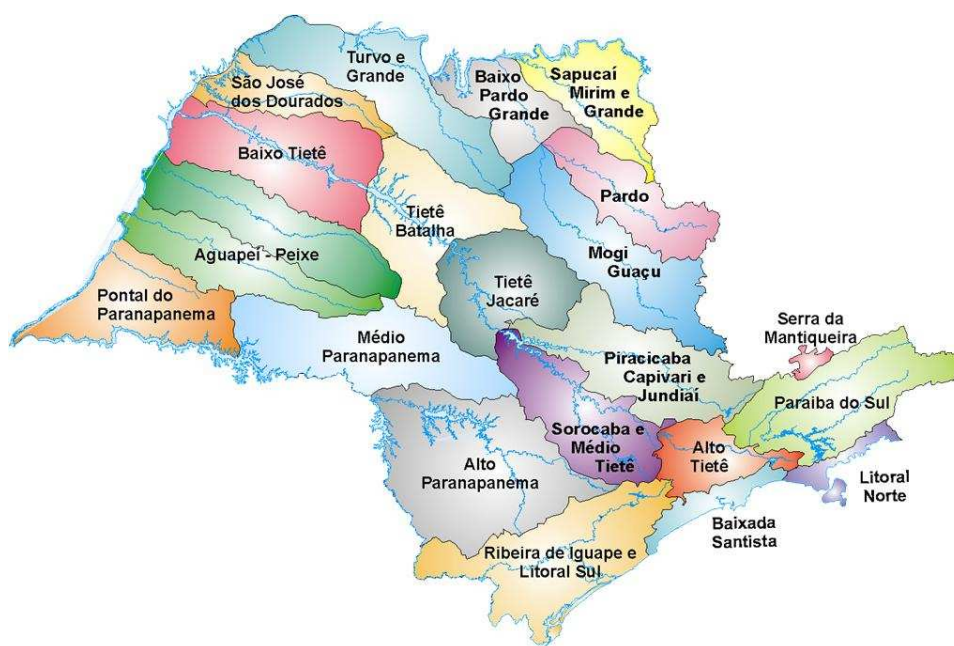 Turvo e
Grande
São José
dos Dourados
Baixo
Pardo
Grande
Sapucaí
Mirim e
Grande
Baixo Tietê
Pardo
Tietê
Batalha
Mogi
Guaçu
Aguapeí - Peixe
Tietê
Jacaré
Pontal do
Paranapanema
Médio
Paranapanema
Serra da
Mantiqueira
Piracicaba
Capivari e
Jundiaí
Paraiba do Sul
Sorocaba e
Médio
Tietê
Alto
Tietê
Alto
Paranapanema
Litoral
Norte
Baixada
Santista
Ribeira de Iguape e
Litoral Sul